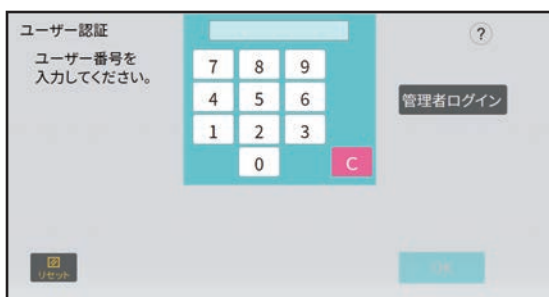 ユーザー認証
?
ユーザー番号を
入力してください。
7 8 9
4 5 6
管理者ログイン
1 2 3
0 C
リセット
OK